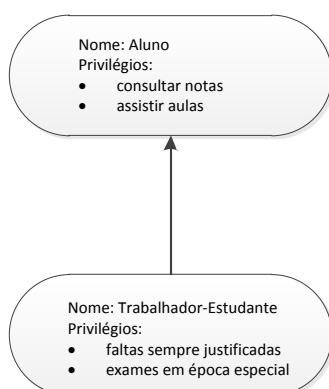 Nome: Aluno
Privilégios:
• consultar notas
• assistir aulas
Nome: Trabalhador-Estudante
Privilégios:
• faltas sempre justificadas
• exames em época especial